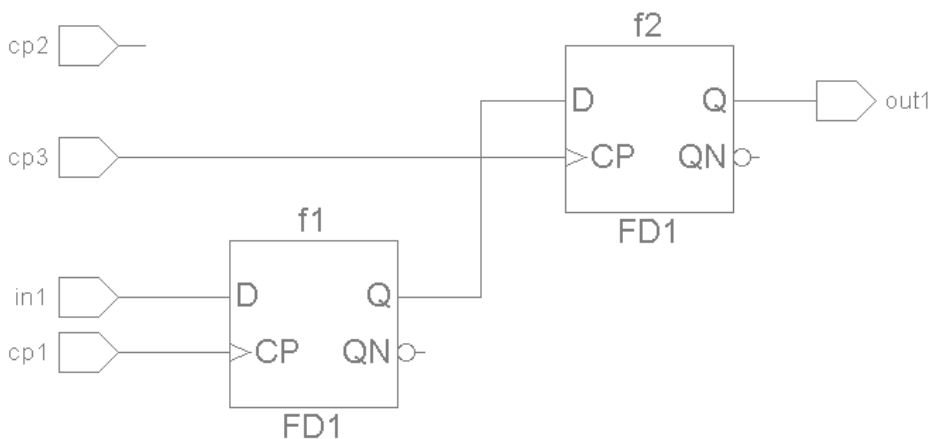 f2
cp2
D Q
out1
cp3
CP QN
FD1
f1
in1
D Q
cp1
CP QN
FD1